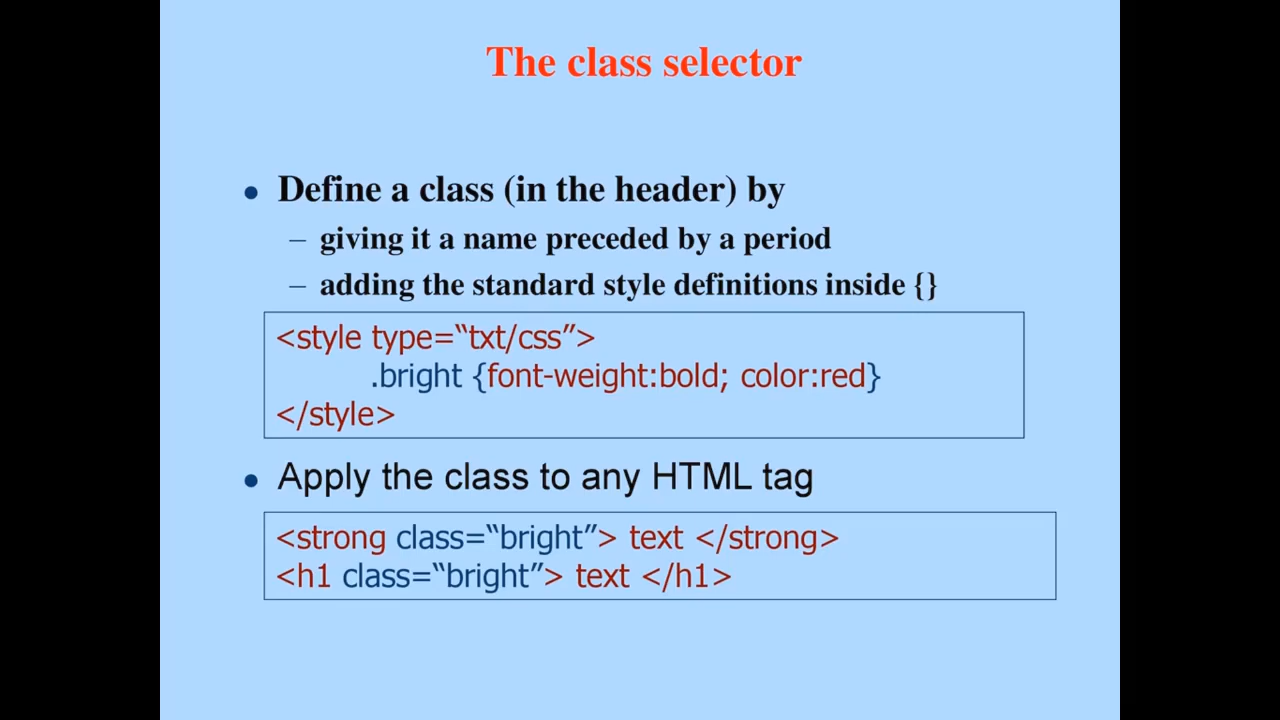 The class selector
• Define a class (in the header) by
– giving it a name preceded by a period
– adding the standard style definitions inside {}
<style type=“txt/css”>
.bright {font-weight:bold; color:red}
</style>
• Apply the class to any HTML tag
<strong class=“bright”> text </strong>
<h1 class=“bright”> text </h1>